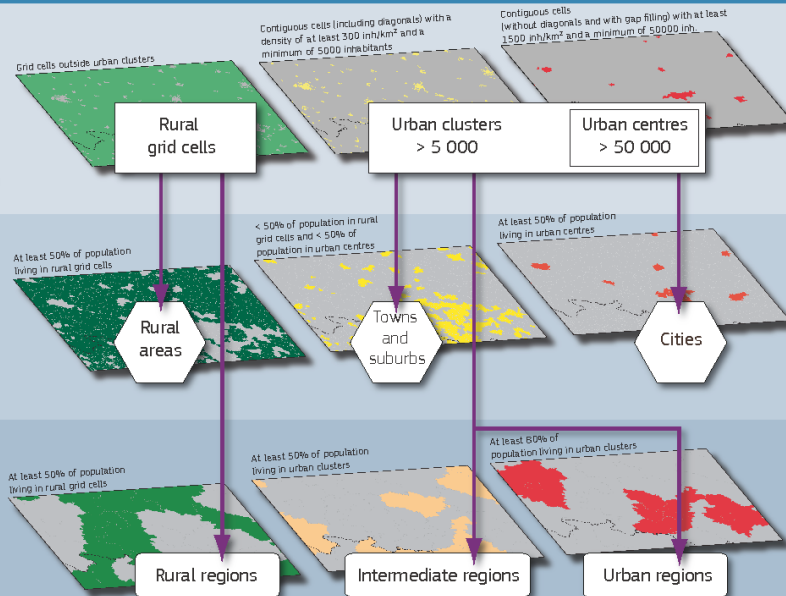 Grid cells outside urban clusters
Contiguous cells (including diagonals) with a
density of at least 300 inh/km² and a
minimum of 5000 inhabitants
Contiguous cells
(without diagonals and with gap filling) with at least
1500 inh/km² and a minimum of 50000 inh.
Rural
grid cells
Urban clusters
> 5 000
Urban centres
> 50 000
At least 50% of population
living in rural grid cells
< 50% of population in rural
grid cells and < 50% of
population in urban centres
At least 50% of population
living in urban centres
Rural
areas
Towns
and
suburbs
Cities
At least 50% of population
living in rural grid cells
At least 50% of population
living in urban clusters
At least 80% of
population living in urban clusters
Rural regions
Intermediate regions
Urban regions